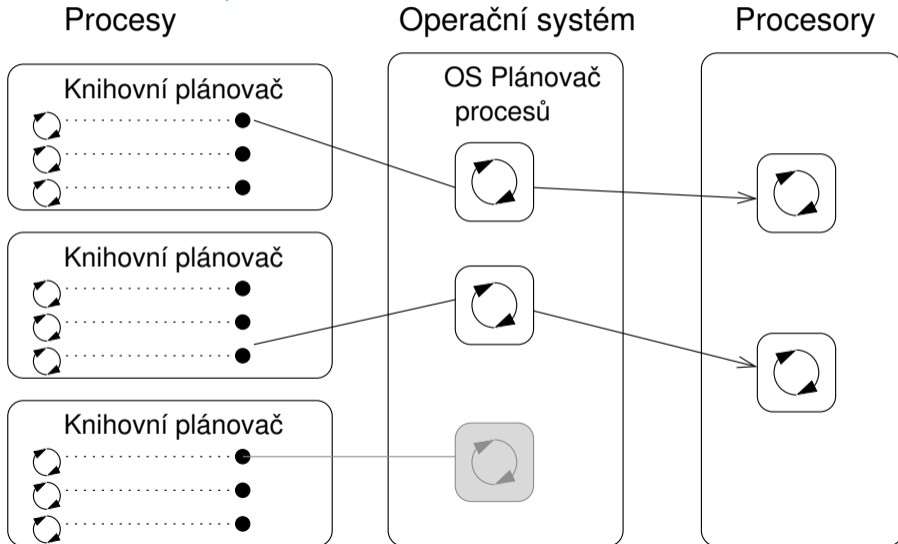 Procesy
Operační systém
Procesory
Knihovní plánovač
OS Plánovač
procesů
Knihovní plánovač
Knihovní plánovač